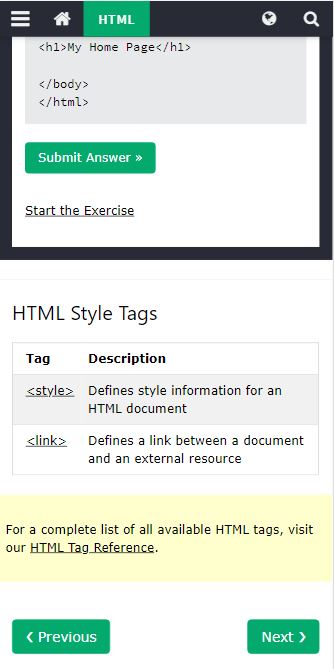 HTML
<h1>My Home Page</h1>
</body>
</html>
Submit Answer »
Start the Exercise
HTML Style Tags
Tag Description
<style> Defines style information for an
HTML document
<link> Defines a link between a document
and an external resource
For a complete list of all available HTML tags, visit
our HTML Tag Reference.
❮ Previous Next ❯